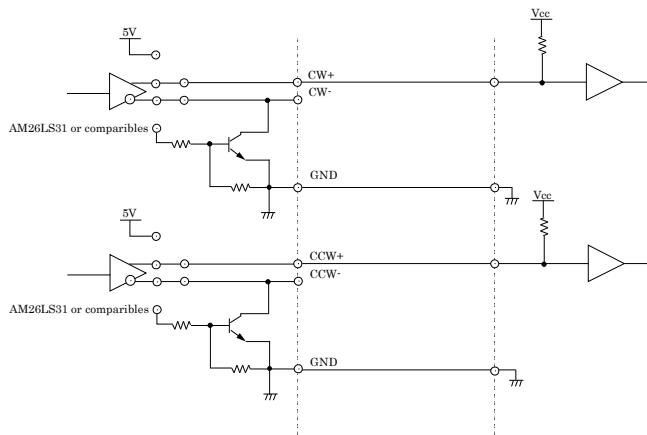 Vcc
5V
CW+
CW-
AM26LS31 or comparibles
GND
Vcc
5V
CCW+
CCW-
AM26LS31 or comparibles
GND